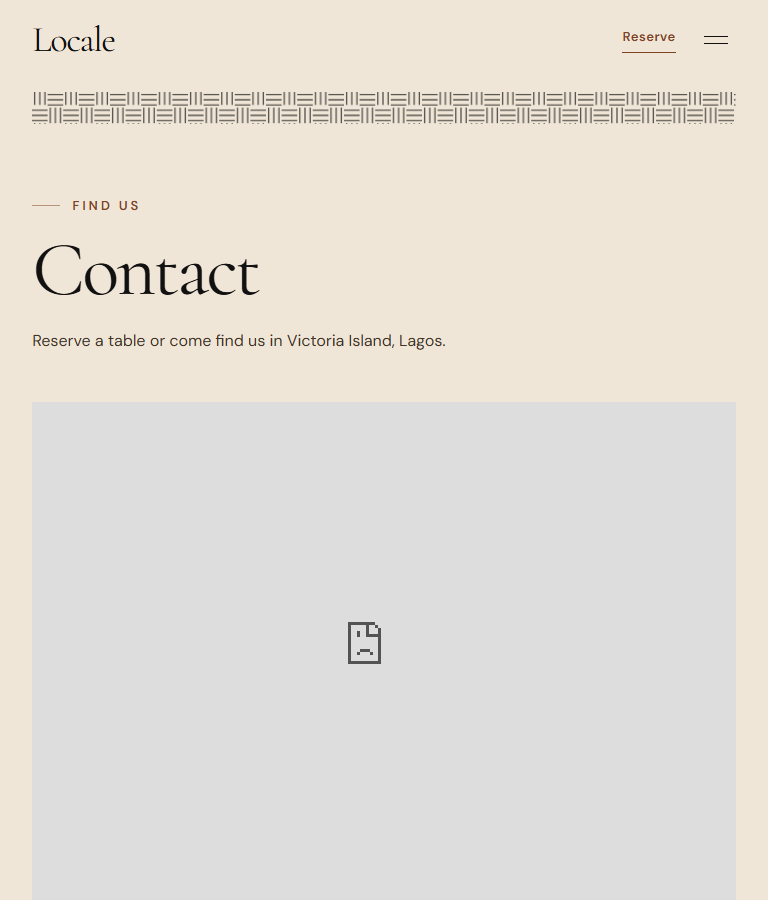 Locale
Reserve
FIND US
Contact
Reserve a table or come find us in Victoria Island, Lagos.